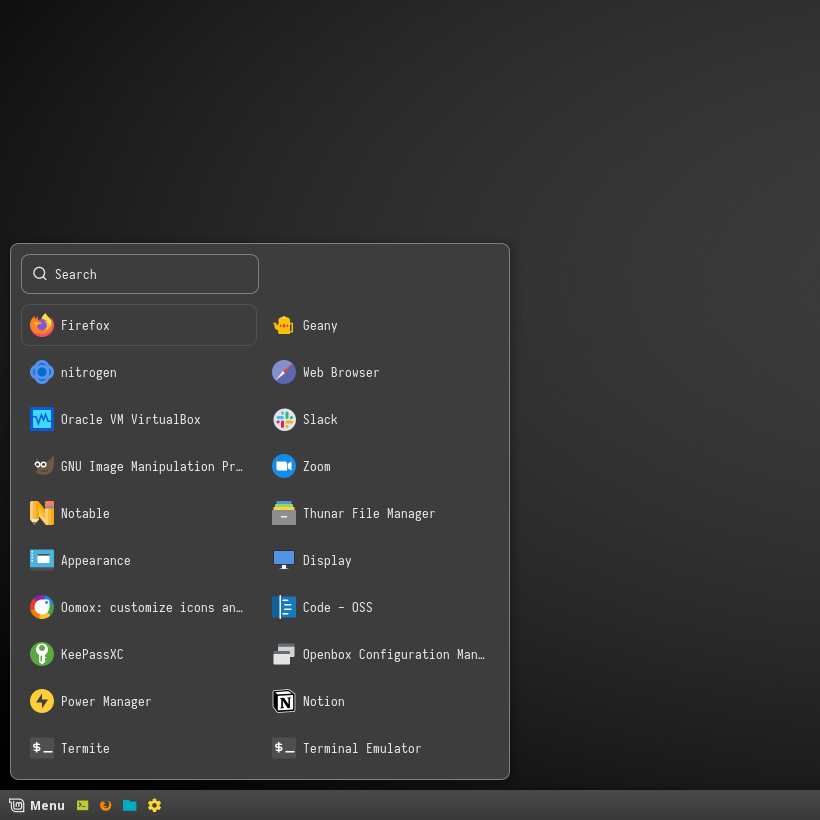 Search
Firefox
Geany
nitrogen
Web Browser
Oracle VM VirtualBox
Slack
GNU Image Manipulation Pr…
Zoom
Notable
Thunar File Manager
Appearance
Display
Oomox: customize icons an…
Code - OSS
KeePassXC
Openbox Configuration Man…
Power Manager
Notion
Termite
Terminal Emulator
Menu